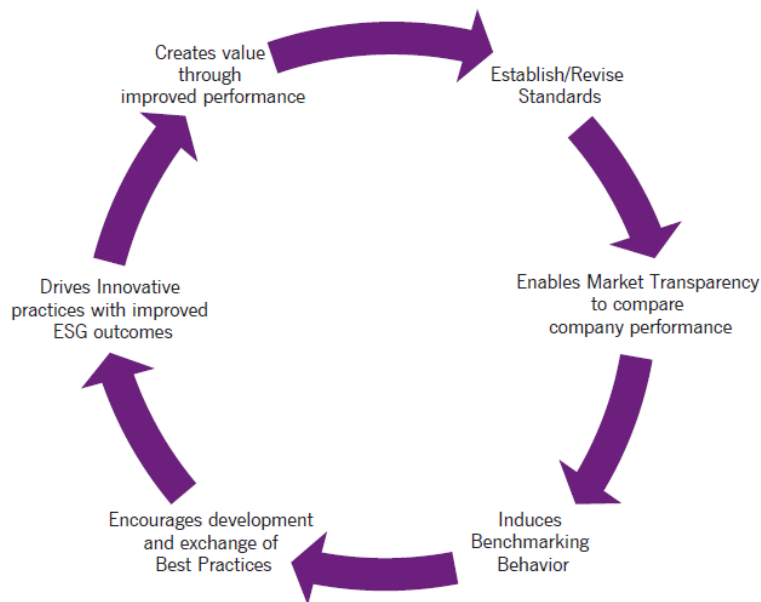 Creates value
through
improved performance
Establish/Revise
Standards
Enables Market Transparency
to compare
company performance
Induces
Benchmarking
Behavior
Encourages development
and exchange of
Best Practices
Drives Innovative
practices with improved
ESG outcomes